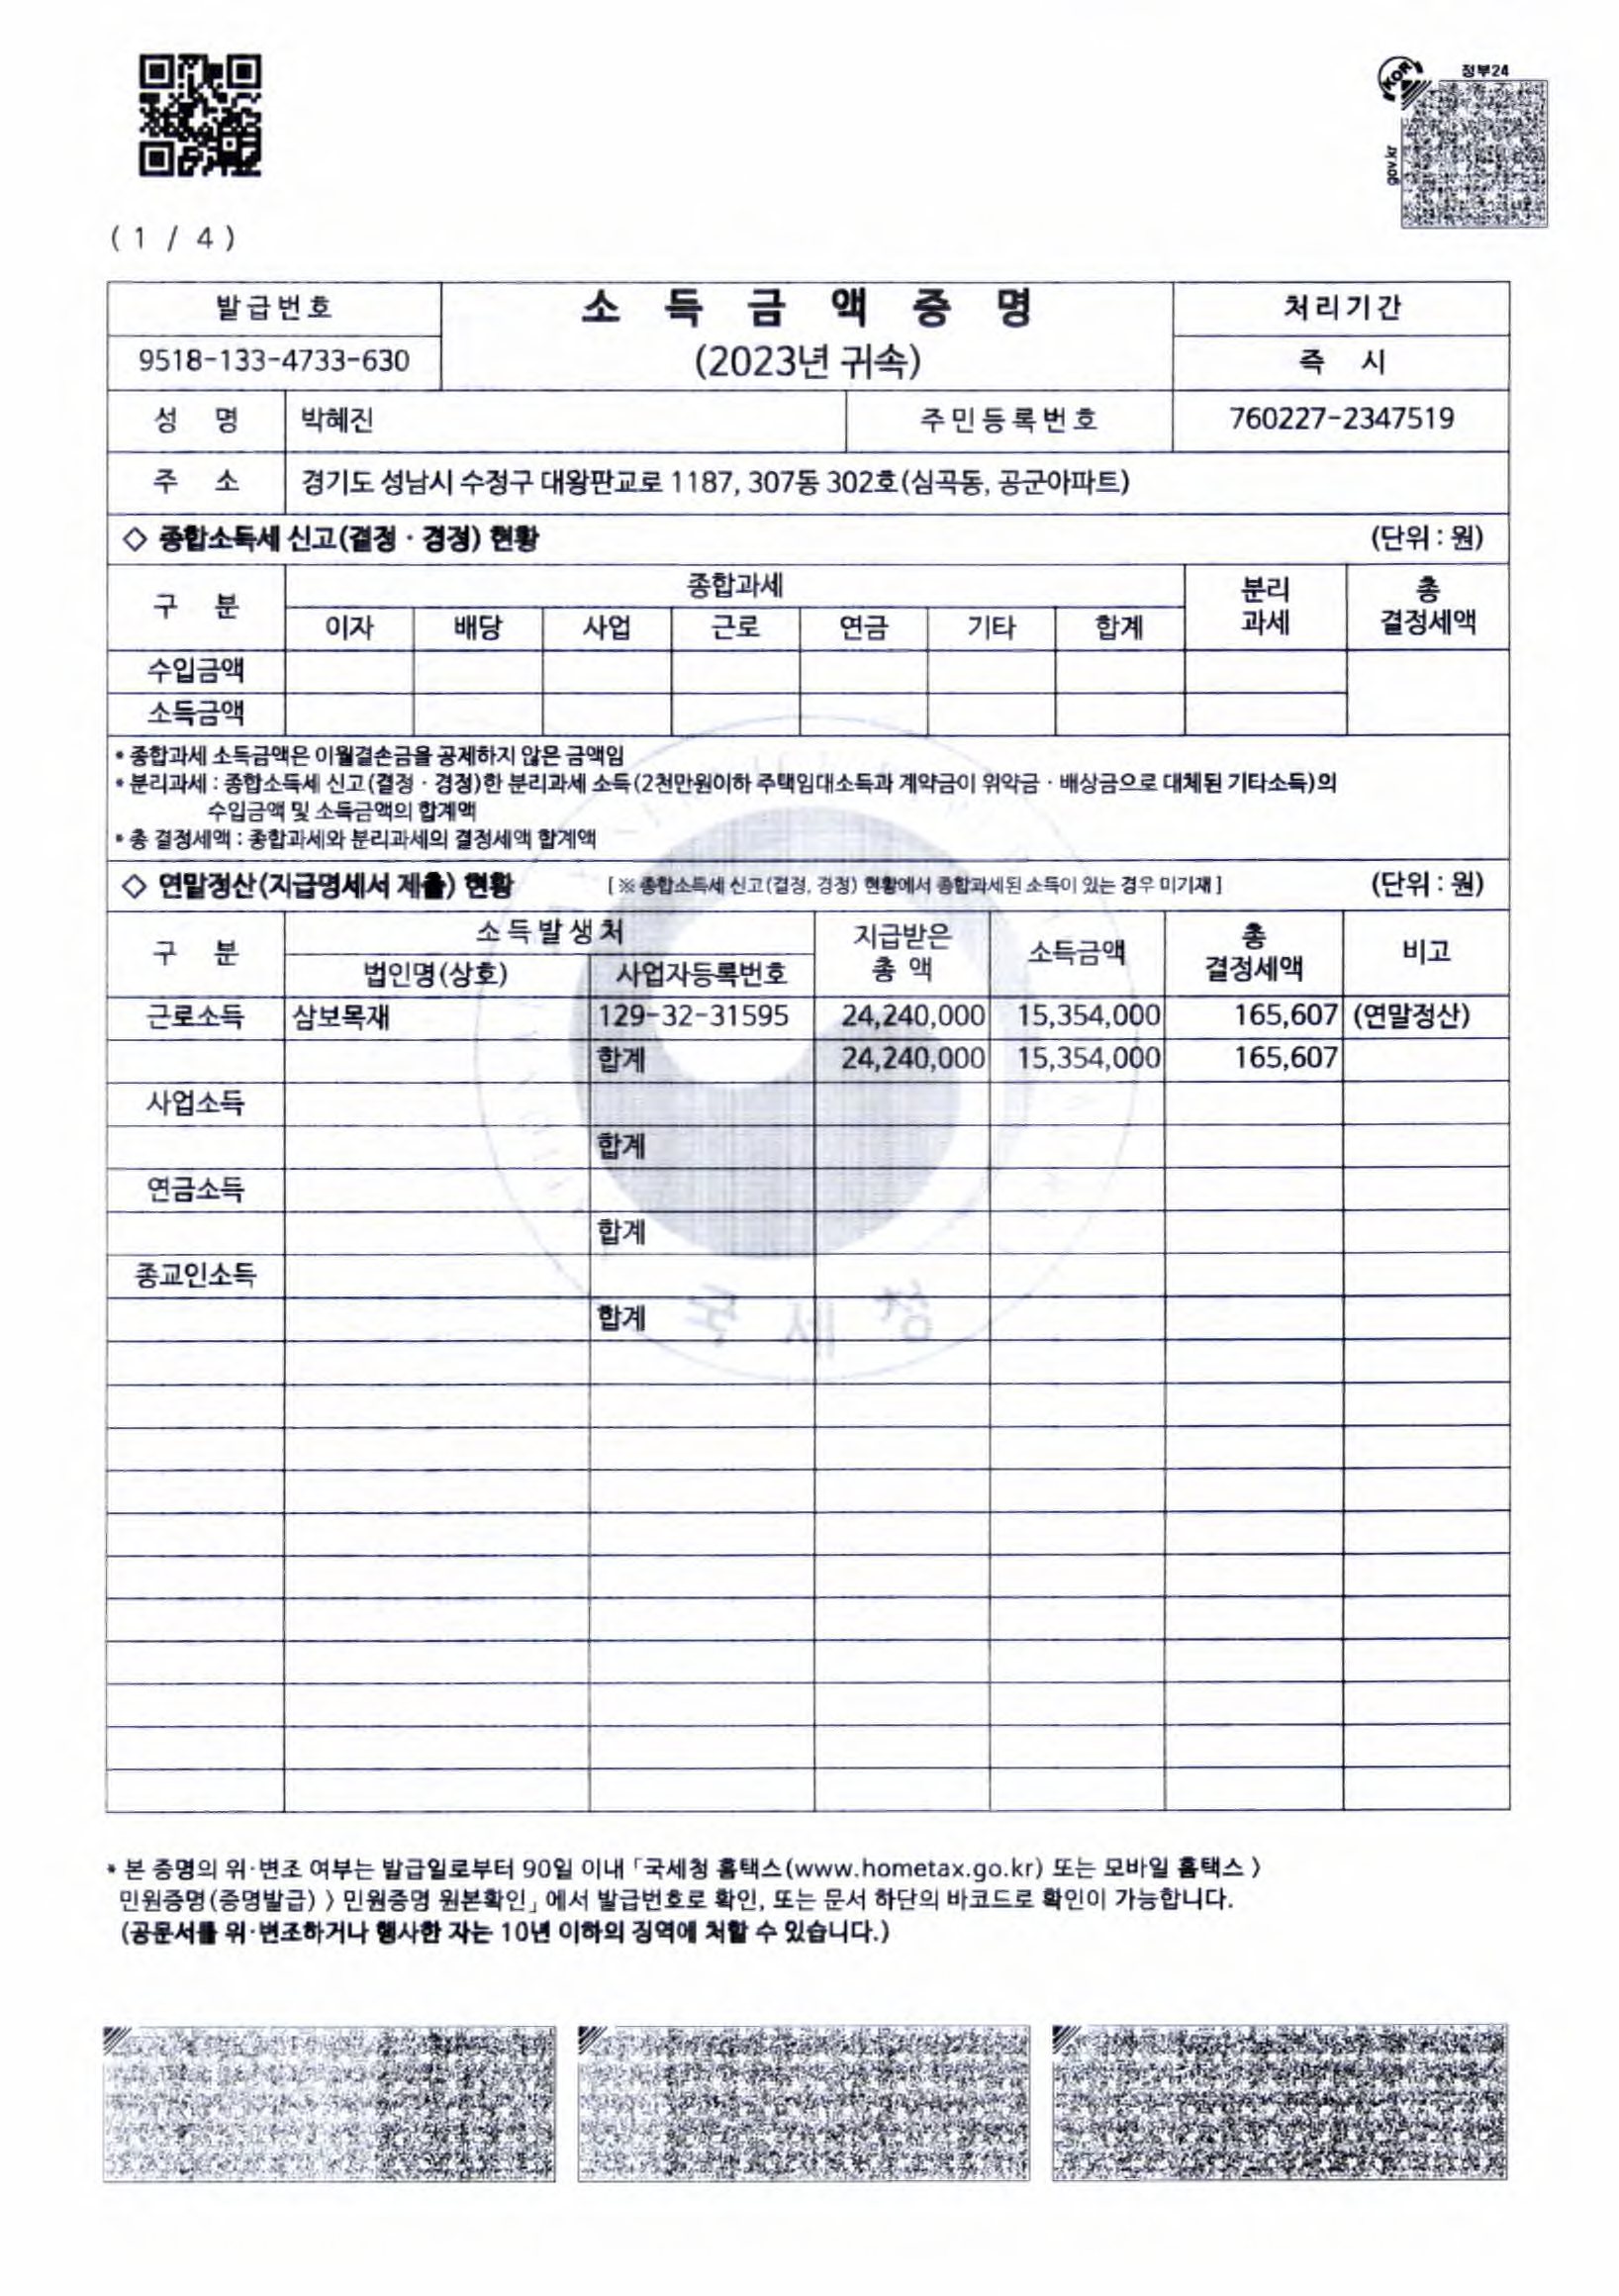 정부24
KOR
gov.kr
( 1 / 4 )
발급번호
소 득 금 액 증 명
처리기간
9518-133-4733-630
(2023년 귀속)
즉 시
성 명 박혜진 주민등록번호 760227-2347519
주 소 경기도 성남시 수정구 대왕판교로 1187, 307동 302호(심곡동, 공군아파트)
◇ 종합소득세 신고(결정 · 경정) 현황 (단위 : 원)
구 분 종합과세 분리과세 총결정세액
이자 배당 사업 근로 연금 기타 합계
수입금액
소득금액
* 종합과세 소득금액은 이월결손금을 공제하지 않은 금액임
* 분리과세 : 종합소득세 신고(결정 · 경정)한 분리과세 소득(2천만원이하 주택임대소득과 계약금이 위약금 · 배상금으로 대체된 기타소득)의
수입금액 및 소득금액의 합계액
* 총 결정세액 : 종합과세와 분리과세의 결정세액 합계액
◇ 연말정산(지급명세서 제출) 현황 [ ※ 종합소득세 신고(결정, 경정) 현황에서 종합과세된 소득이 있는 경우 미기재 ] (단위 : 원)
구 분 소득발생처 지급받은 총 액 소득금액 총 결정세액 비고
법인명(상호) 사업자등록번호
근로소득 삼보목재 129-32-31595 24,240,000 15,354,000 165,607 (연말정산)
합계 24,240,000 15,354,000 165,607
사업소득
합계
연금소득
합계
종교인소득
합계
국 세 청
* 본 증명의 위·변조 여부는 발급일로부터 90일 이내「국세청 홈택스(www.hometax.go.kr) 또는 모바일 홈택스 〉
민원증명(증명발급) 〉 민원증명 원본확인」에서 발급번호로 확인, 또는 문서 하단의 바코드로 확인이 가능합니다.
(공문서를 위·변조하거나 행사한 자는 10년 이하의 징역에 처할 수 있습니다.)